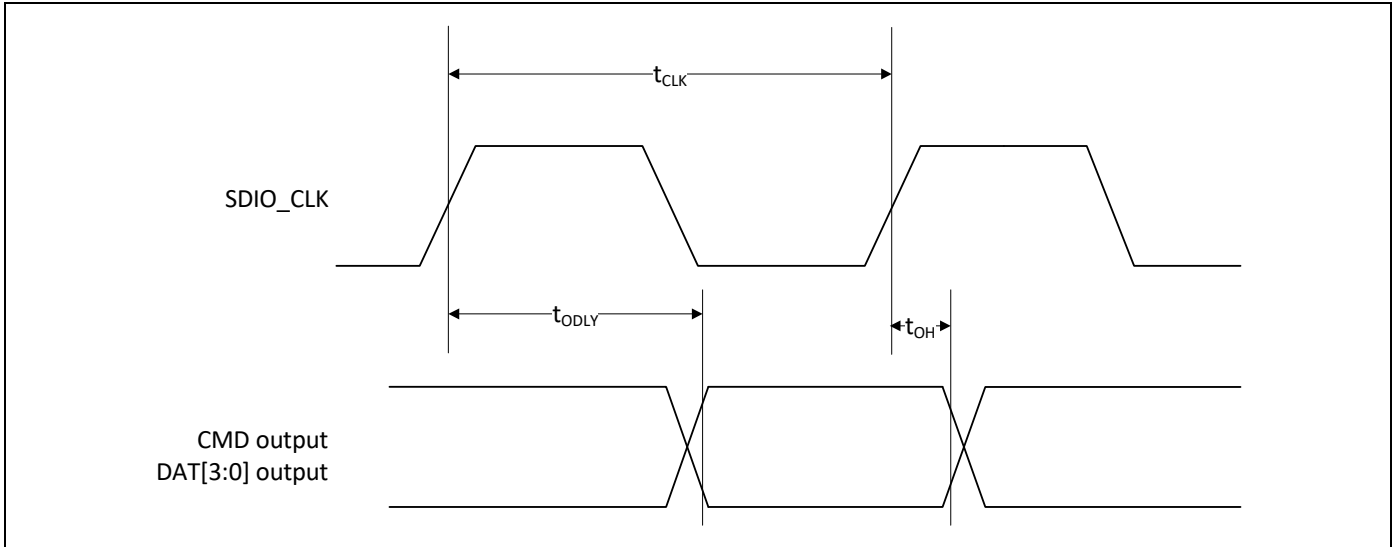 tCLK
SDIO_CLK
tODLY
tOH
CMD output
DAT[3:0] output